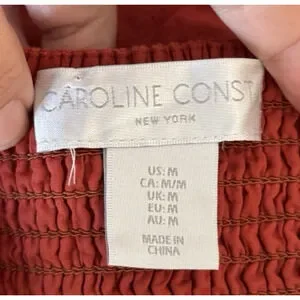 CAROLINE CONST
NEW YORK
US: M
CA: M/M
UK: M
EU: M
AU: M
MADE IN
CHINA